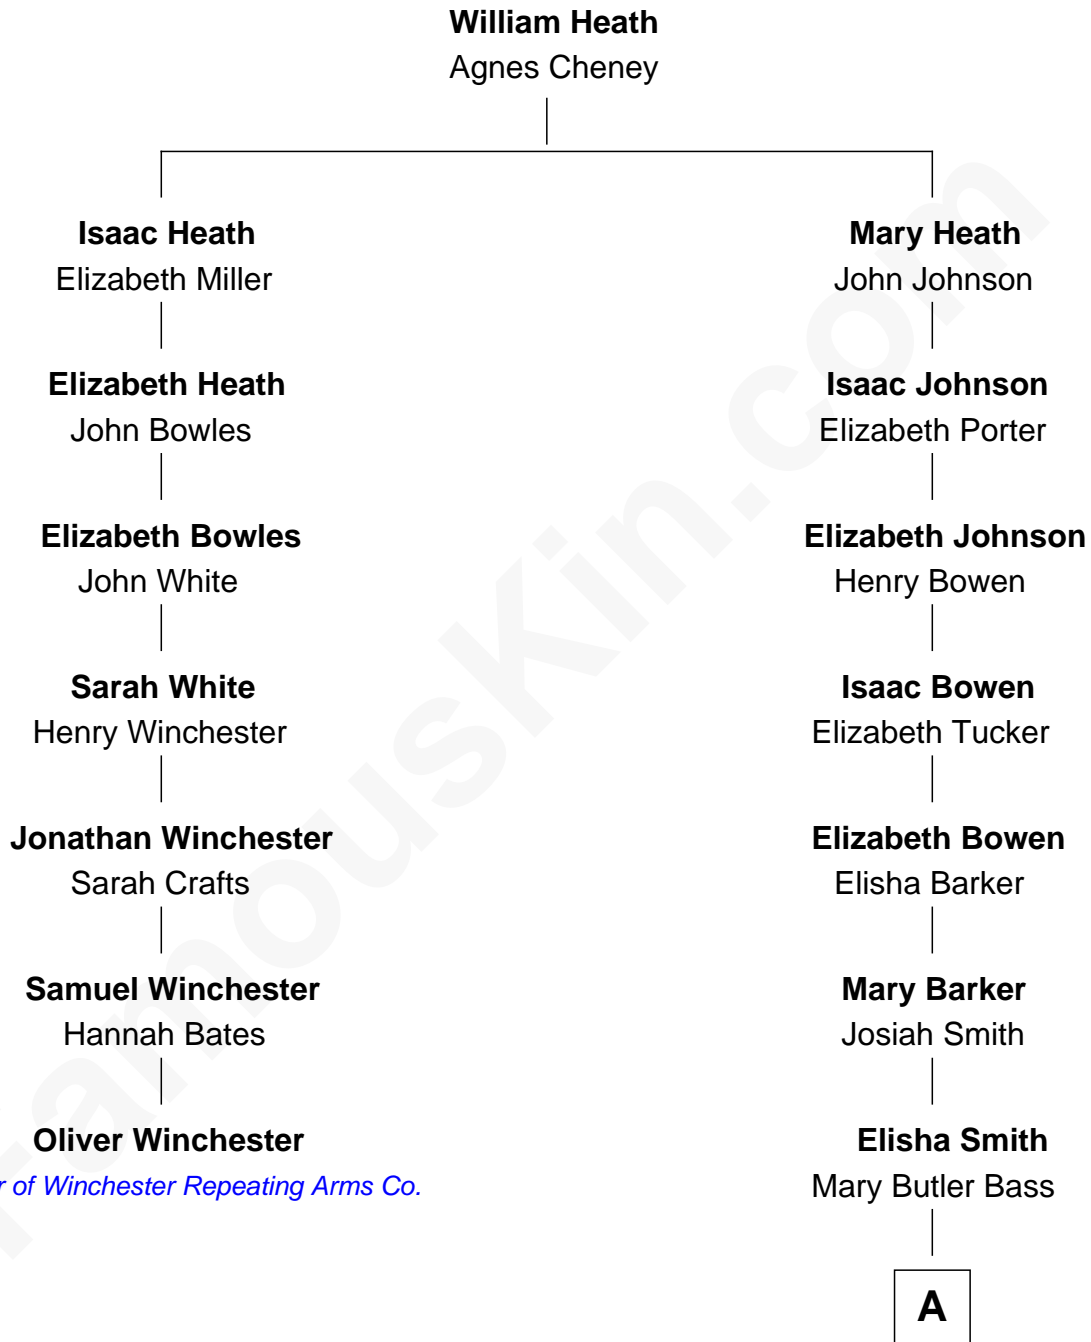 William Heath
Agnes Cheney
Isaac Heath
Elizabeth Miller
Mary Heath
John Johnson
Elizabeth Heath
John Bowles
Isaac Johnson
Elizabeth Porter
Elizabeth Bowles
John White
Elizabeth Johnson
Henry Bowen
Sarah White
Henry Winchester
Isaac Bowen
Elizabeth Tucker
Jonathan Winchester
Sarah Crafts
Elizabeth Bowen
Elisha Barker
Samuel Winchester
Hannah Bates
Mary Barker
Josiah Smith
Oliver Winchester
r of Winchester Repeating Arms Co.
Elisha Smith
Mary Butler Bass
A
FamousKin.com